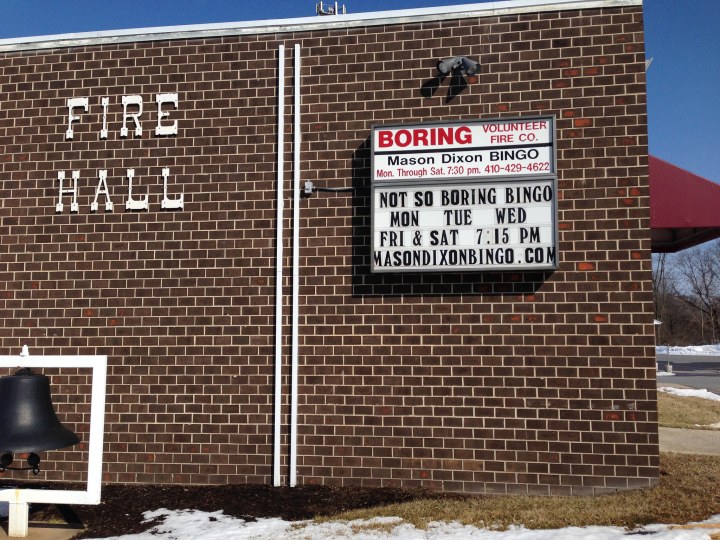 FIRE
HALL
BORING VOLUNTEER
FIRE CO.
Mason Dixon BINGO
Mon. Through Sat. 7:30 pm. 410-429-4622
NOT SO BORING BINGO
MON TUE WED
FRI & SAT 7:15 PM
MASONDIXONBINGO.COM